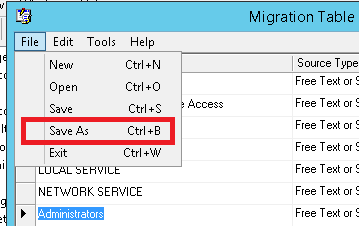 Migration Table
File Edit Tools Help
Source Type
New Ctrl+N
Free Text or S
Open Ctrl+O
e Access Free Text or S
Save Ctrl+S
Free Text or S
Save As Ctrl+B
Free Text or S
Exit Ctrl+W
LOCAL SERVICE Free Text or S
NETWORK SERVICE Free Text or S
Administrators Free Text or S